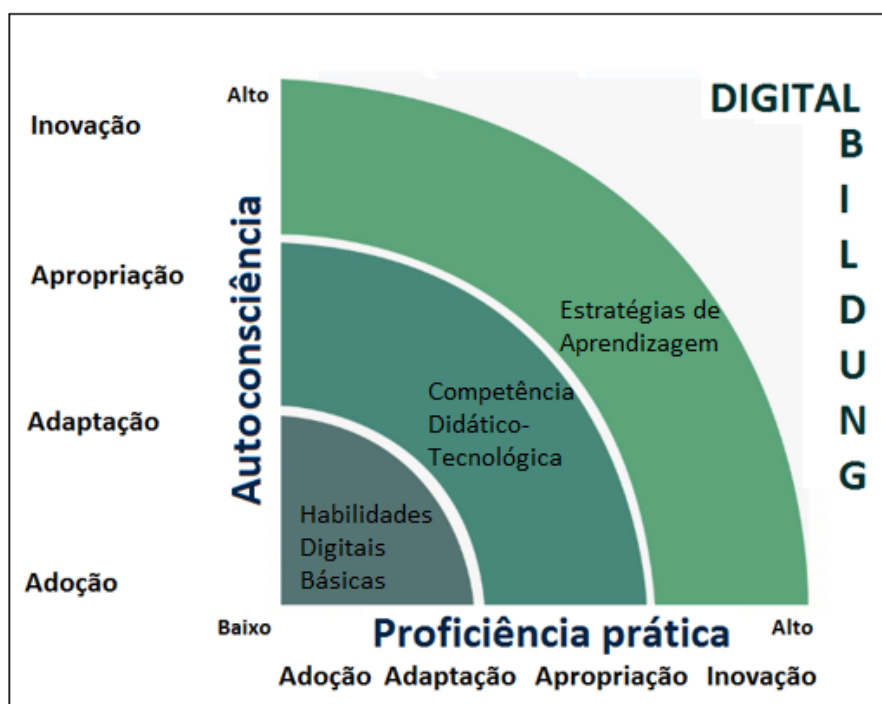 DIGITAL
B
I
L
D
U
N
G
Alto
Inovação
Apropriação
Adaptação
Adoção
Autoconsciência
Estratégias de
Aprendizagem
Competência
Didático-
Tecnológica
Habilidades
Digitais
Básicas
Baixo
Proficiência prática
Alto
Adoção Adaptação Apropriação Inovação